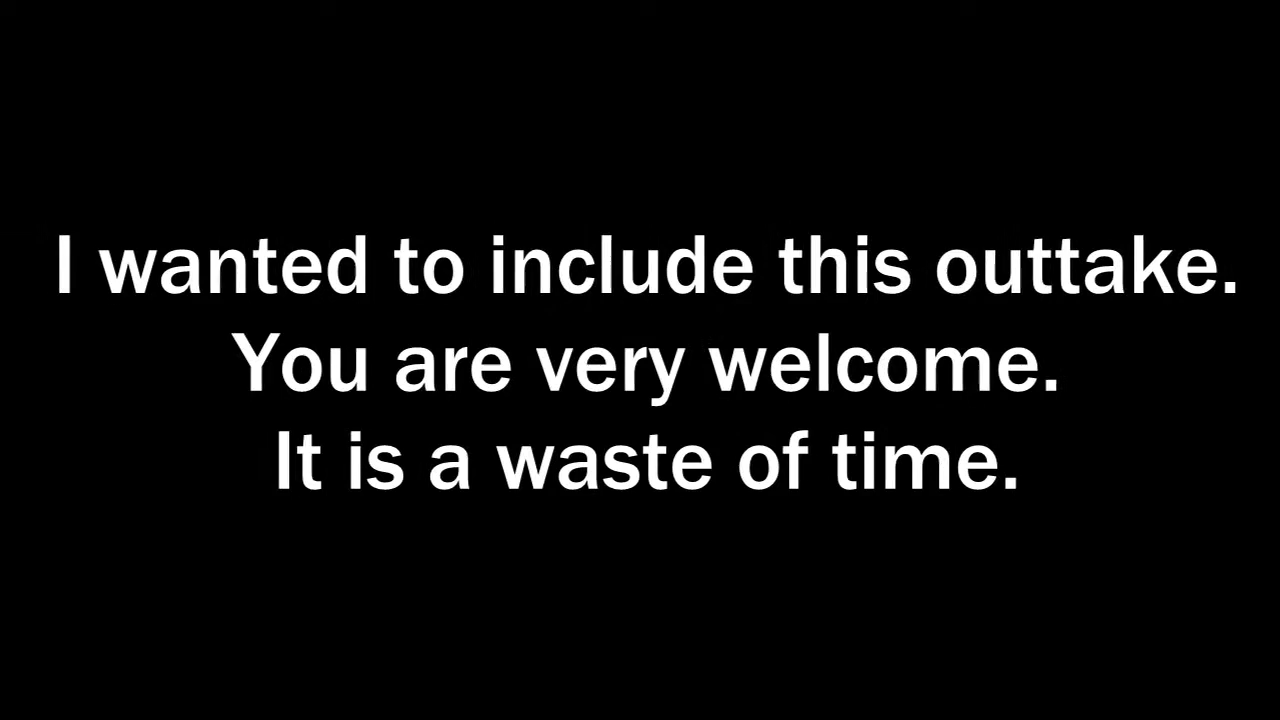 I wanted to include this outtake.
You are very welcome.
It is a waste of time.